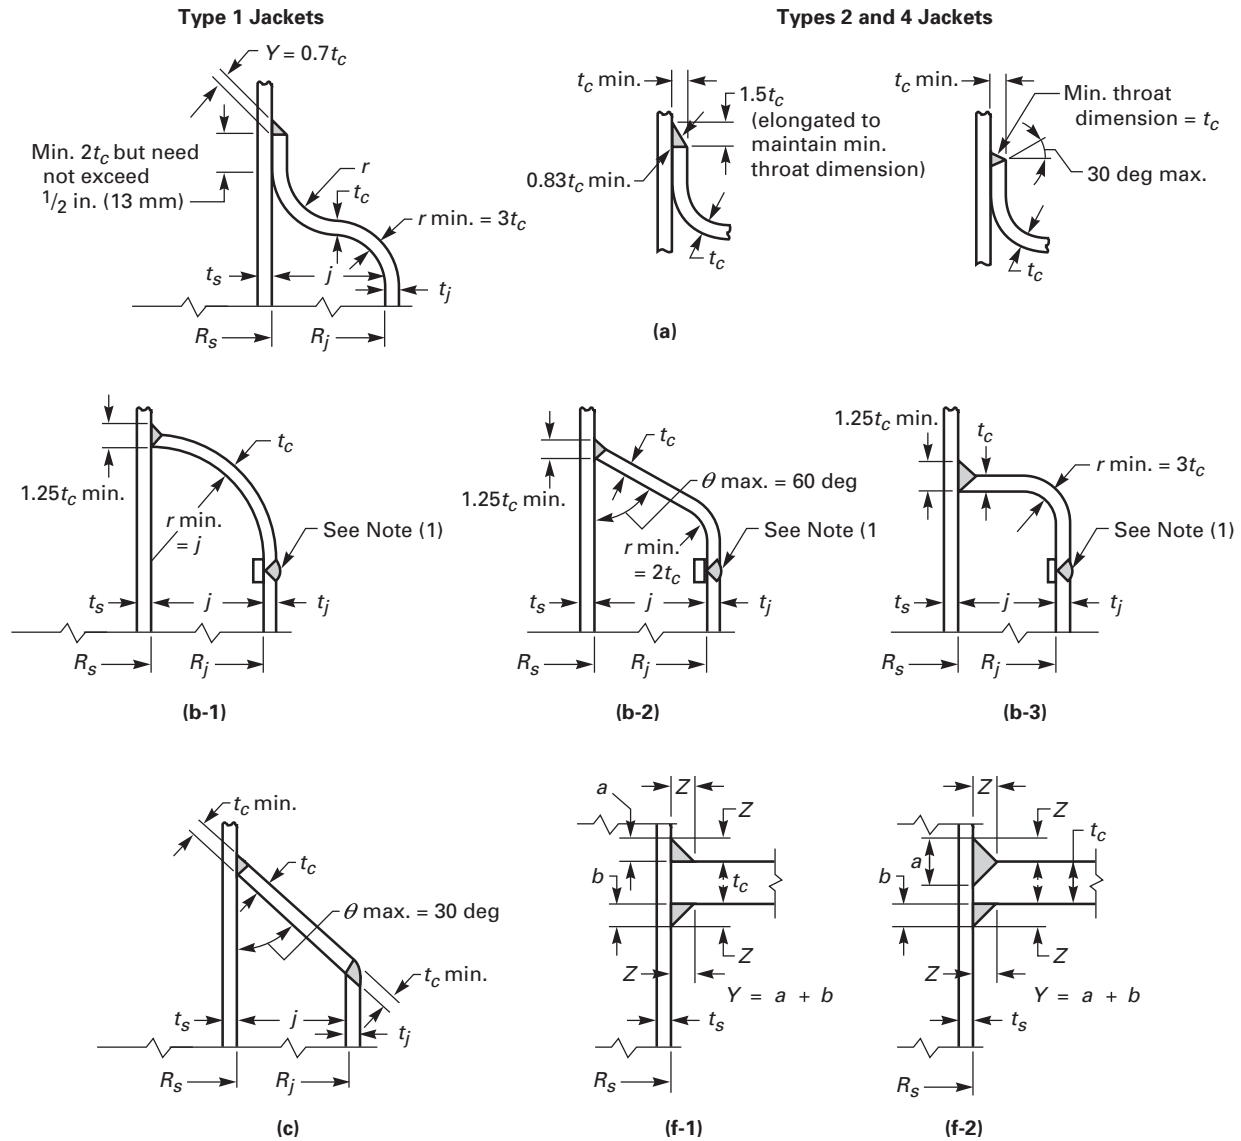 Type 1 Jackets
Types 2 and 4 Jackets
Y = 0.7tc
Min. 2tc but need
not exceed
1/2 in. (13 mm)
r
tc
r min. = 3tc
ts
j
tj
Rs
Rj
tc min.
1.5tc
(elongated to
maintain min.
throat dimension)
0.83tc min.
tc
tc min.
Min. throat
dimension = tc
30 deg max.
tc
(a)
1.25tc min.
tc
r min.
= j
See Note (1)
ts
j
tj
Rs
Rj
(b-1)
1.25tc min.
tc
θ max. = 60 deg
r min.
= 2tc
See Note (1
ts
j
tj
Rs
Rj
(b-2)
1.25tc min.
tc
r min. = 3tc
See Note (1)
ts
j
tj
Rs
Rj
(b-3)
tc min.
tc
θ max. = 30 deg
tc min.
ts
j
tj
Rs
Rj
(c)
a
Z
Z
b
tc
Z
Z
Y = a + b
ts
Rs
(f-1)
Z
Z
tc
a
b
Z
Z
Y = a + b
ts
Rs
(f-2)